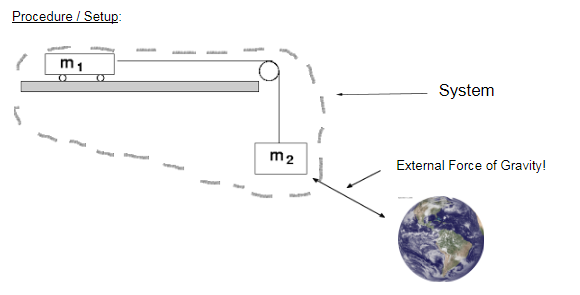 Procedure / Setup:
m1
System
m2
External Force of Gravity!